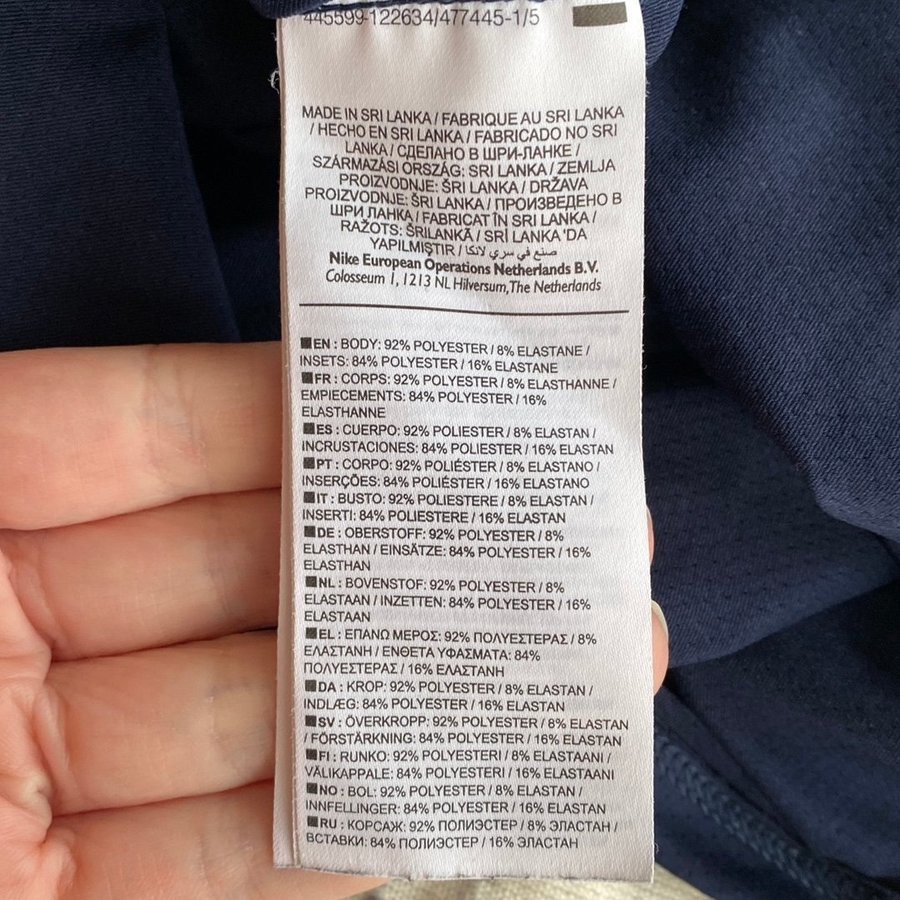 445599-122634/477445-1/5
MADE IN SRI LANKA / FABRIQUE AU SRI LANKA
/ HECHO EN SRI LANKA / FABRICADO NO SRI
LANKA / СДЕЛАНО В ШРИ-ЛАНКЕ /
SZÁRMAZÁSI ORSZÁG: SRI LANKA / ZEMLJA
PROIZVODNJE: ŠRI LANKA / DRŽAVA
PROIZVODNJE: ŠRI LANKA / ПРОИЗВЕДЕНО В
ШРИ ЛАНКА / FABRICAT ÎN SRI LANKA /
RAŽOTS: ŠRILANKĀ / SRİ LANKA'DA
YAPILMIŞTIR / صنع في سري لانكا
Nike European Operations Netherlands B.V.
Colosseum 1, 1213 NL Hilversum, The Netherlands
EN : BODY: 92% POLYESTER / 8% ELASTANE /
INSETS: 84% POLYESTER / 16% ELASTANE
FR : CORPS: 92% POLYESTER / 8% ELASTHANNE /
EMPIECEMENTS: 84% POLYESTER / 16%
ELASTHANNE
ES : CUERPO: 92% POLIESTER / 8% ELASTAN /
INCRUSTACIONES: 84% POLIESTER / 16% ELASTAN
PT : CORPO: 92% POLIÉSTER / 8% ELASTANO /
INSERÇÕES: 84% POLIÉSTER / 16% ELASTANO
IT : BUSTO: 92% POLIESTERE / 8% ELASTAN /
INSERTI: 84% POLIESTERE / 16% ELASTAN
DE : OBERSTOFF: 92% POLYESTER / 8%
ELASTHAN / EINSÄTZE: 84% POLYESTER / 16%
ELASTHAN
NL : BOVENSTOF: 92% POLYESTER / 8%
ELASTAAN / INZETTEN: 84% POLYESTER / 16%
ELASTAAN
EL : ΕΠΑΝΩ ΜΕΡΟΣ: 92% ΠΟΛΥΕΣΤΕΡΑΣ / 8%
ΕΛΑΣΤΑΝΗ / ΕΝΘΕΤΑ ΥΦΑΣΜΑΤΑ: 84%
ΠΟΛΥΕΣΤΕΡΑΣ / 16% ΕΛΑΣΤΑΝΗ
DA : KROP: 92% POLYESTER / 8% ELASTAN /
INDLÆG: 84% POLYESTER / 16% ELASTAN
SV : ÖVERKROPP: 92% POLYESTER / 8% ELASTAN
/ FÖRSTÄRKNING: 84% POLYESTER / 16% ELASTAN
FI : RUNKO: 92% POLYESTERI / 8% ELASTAANI /
VÄLIKAPPALE: 84% POLYESTERI / 16% ELASTAANI
NO : BOL: 92% POLYESTER / 8% ELASTAN /
INNFELLINGER: 84% POLYESTER / 16% ELASTAN
RU : КОРСАЖ: 92% ПОЛИЭСТЕР / 8% ЭЛАСТАН /
ВСТАВКИ: 84% ПОЛИЭСТЕР / 16% ЭЛАСТАН